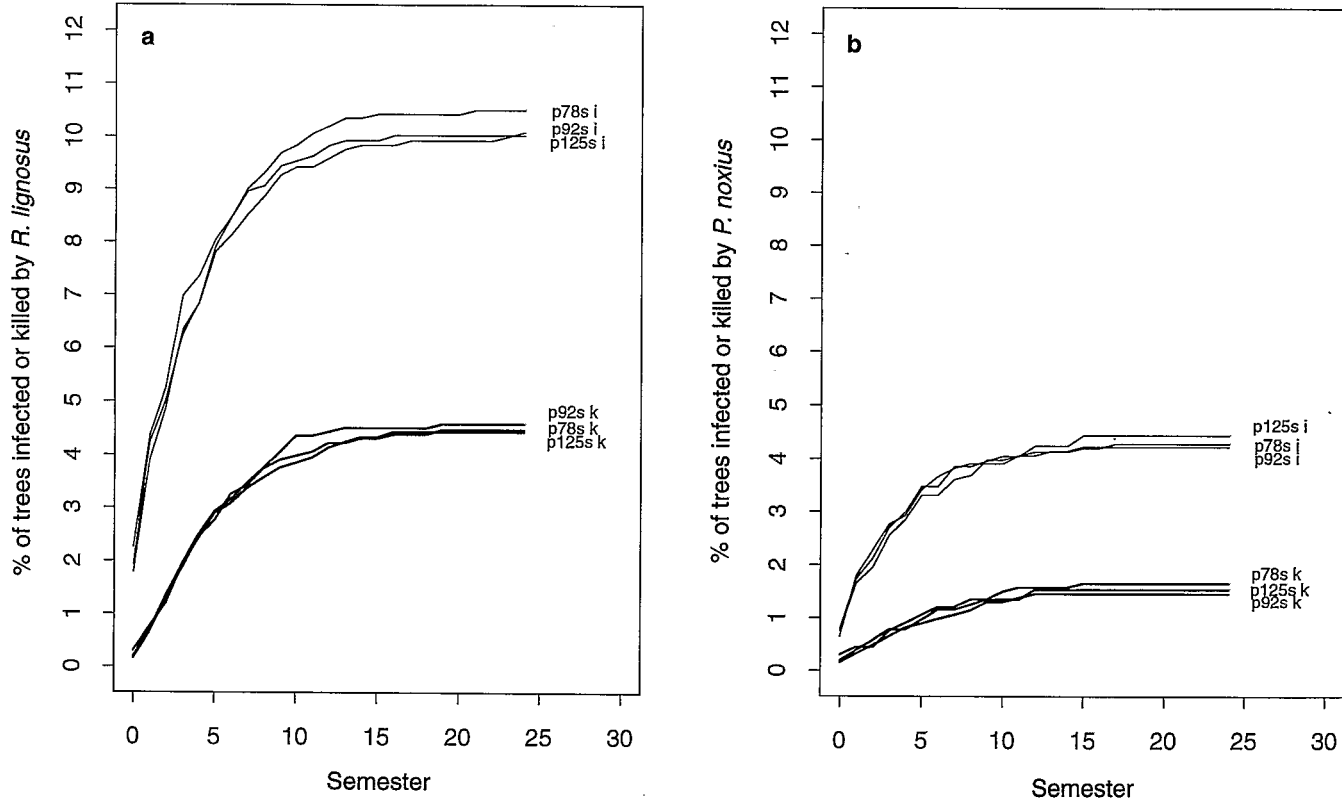 a
% of trees infected or killed by R. lignosus
12
11
10
9
8
7
6
5
4
3
2
1
0
p78s i
p92s i
p125s i
p92s k
p78s k
p125s k
0 5 10 15 20 25 30
Semester
b
% of trees infected or killed by P. noxius
12
11
10
9
8
7
6
5
4
3
2
1
0
p125s i
p78s i
p92s i
p78s k
p125s k
p92s k
0 5 10 15 20 25 30
Semester